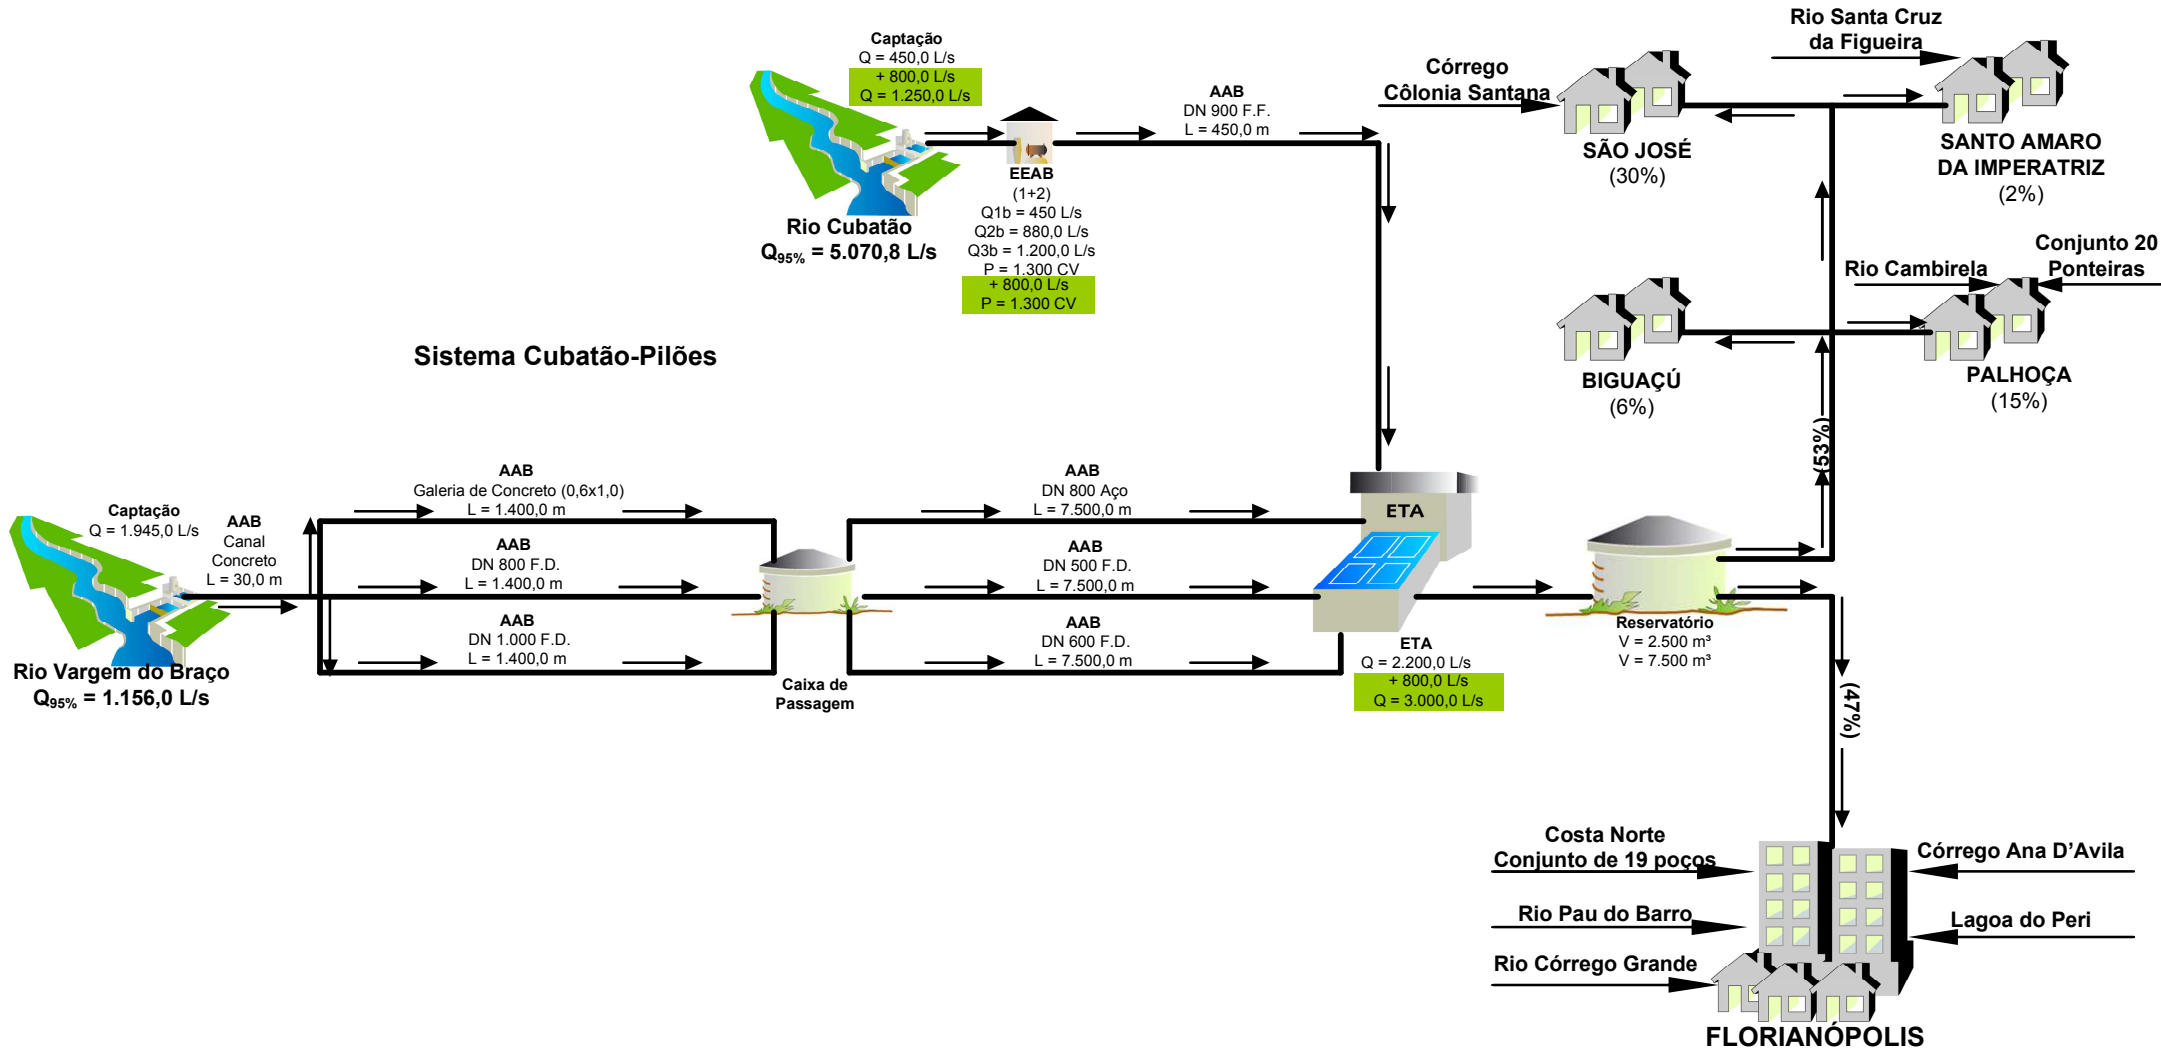 Captação
Q = 450,0 L/s
+ 800,0 L/s
Q = 1.250,0 L/s
Rio Cubatão
Q95% = 5.070,8 L/s
EEAB
(1+2)
Q1b = 450 L/s
Q2b = 880,0 L/s
Q3b = 1.200,0 L/s
P = 1.300 CV
+ 800,0 L/s
P = 1.300 CV
AAB
DN 900 F.F.
L = 450,0 m
Córrego
Côlonia Santana
SÃO JOSÉ
(30%)
Rio Santa Cruz
da Figueira
SANTO AMARO
DA IMPERATRIZ
(2%)
Rio Cambirela
Conjunto 20
Ponteiras
BIGUAÇÚ
(6%)
PALHOÇA
(15%)
(53%)
Sistema Cubatão-Pilões
Captação
Q = 1.945,0 L/s
Rio Vargem do Braço
Q95% = 1.156,0 L/s
AAB
Canal
Concreto
L = 30,0 m
AAB
Galeria de Concreto (0,6x1,0)
L = 1.400,0 m
AAB
DN 800 F.D.
L = 1.400,0 m
AAB
DN 1.000 F.D.
L = 1.400,0 m
Caixa de
Passagem
AAB
DN 800 Aço
L = 7.500,0 m
AAB
DN 500 F.D.
L = 7.500,0 m
AAB
DN 600 F.D.
L = 7.500,0 m
ETA
ETA
Q = 2.200,0 L/s
+ 800,0 L/s
Q = 3.000,0 L/s
Reservatório
V = 2.500 m³
V = 7.500 m³
(47%)
Costa Norte
Conjunto de 19 poços
Rio Pau do Barro
Rio Córrego Grande
Córrego Ana D'Avila
Lagoa do Peri
FLORIANÓPOLIS